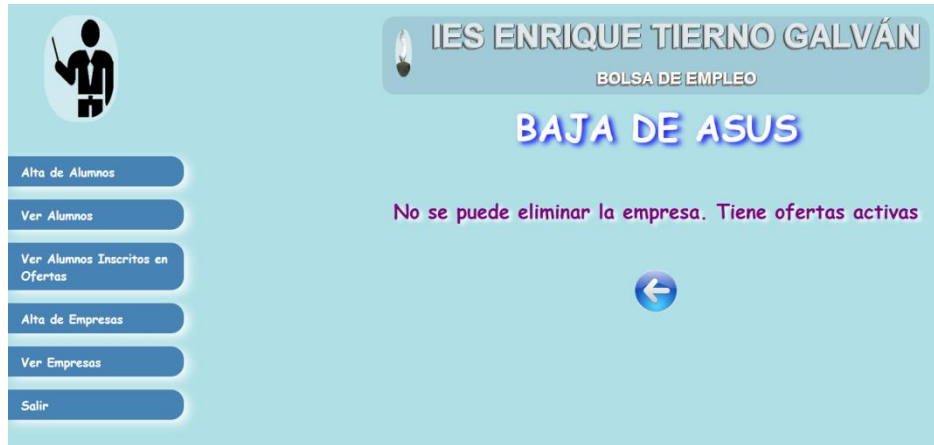 IES ENRIQUE TIERNO GALVÁN
BOLSA DE EMPLEO
BAJA DE ASUS
Alta de Alumnos
Ver Alumnos
Ver Alumnos Inscritos en
Ofertas
Alta de Empresas
Ver Empresas
Salir
No se puede eliminar la empresa. Tiene ofertas activas